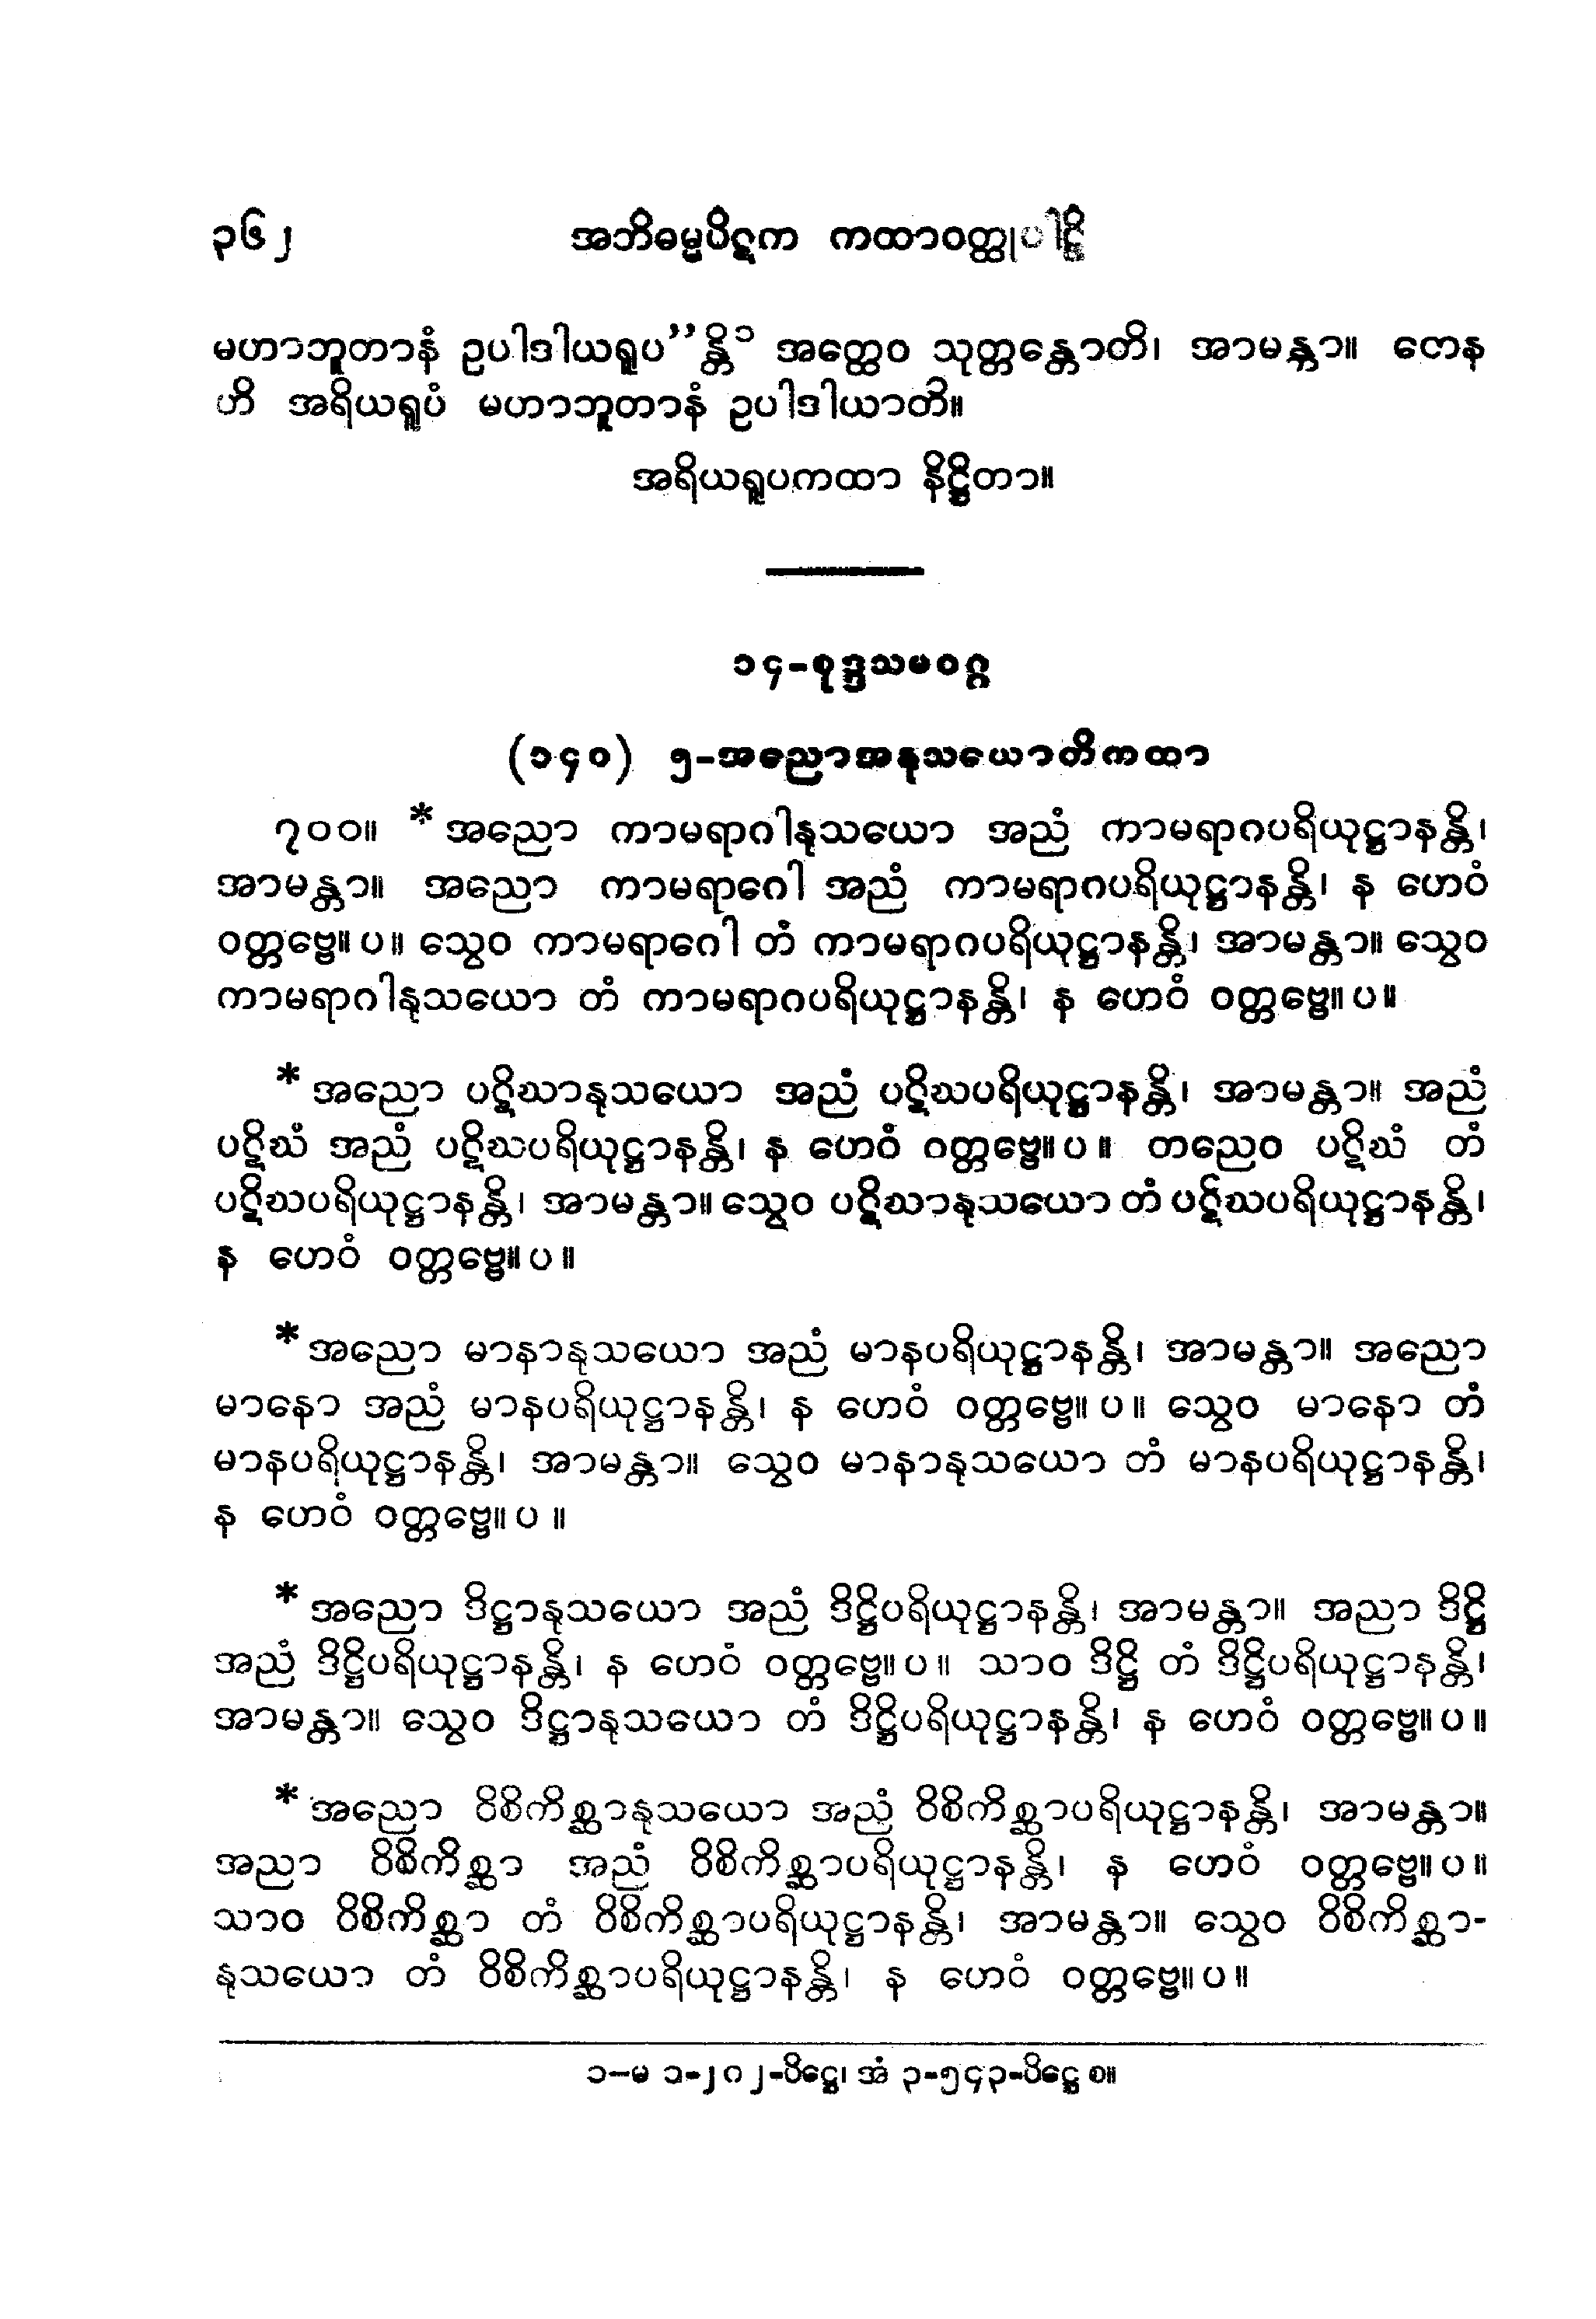 ၃၆၂ အဘိဓမ္မပိဋက ကထာဝတ္ထုပါဠိ
မဟာဘူတာနံ ဥပါဒါယရူပ”န္တိ၁ အတ္ထေဝ သုတ္တန္တောတိ၊ အာမန္တာ။ တေန
ဟိ အရိယရူပံ မဟာဘူတာနံ ဥပါဒါယာတိ။
အရိယရူပကထာ နိဋ္ဌိတာ။
၁၄-စုဒ္ဒသမဝဂ္ဂ
(၁၄၀) ၅-အညောအနုသယောတိကထာ
၇၀၀။ * အညော ကာမရာဂါနုသယော အညံ ကာမရာဂပရိယုဋ္ဌာနန္တိ၊
အာမန္တာ။ အညော ကာမရာဂေါ အညံ ကာမရာဂပရိယုဋ္ဌာနန္တိ၊ န ဟေဝံ
ဝတ္တဗ္ဗေ။ ပ ။ သွေဝ ကာမရာဂေါ တံ ကာမရာဂပရိယုဋ္ဌာနန္တိ၊ အာမန္တာ။ သွေဝ
ကာမရာဂါနုသယော တံ ကာမရာဂပရိယုဋ္ဌာနန္တိ၊ န ဟေဝံ ဝတ္တဗ္ဗေ။ ပ ။
* အညော ပဋိဃာနုသယော အညံ ပဋိဃပရိယုဋ္ဌာနန္တိ၊ အာမန္တာ။ အညံ
ပဋိဃံ အညံ ပဋိဃပရိယုဋ္ဌာနန္တိ၊ န ဟေဝံ ဝတ္တဗ္ဗေ။ ပ ။ တညေဝ ပဋိဃံ တံ
ပဋိဃပရိယုဋ္ဌာနန္တိ၊ အာမန္တာ။ သွေဝ ပဋိဃာနုသယော တံ ပဋိဃပရိယုဋ္ဌာနန္တိ၊
န ဟေဝံ ဝတ္တဗ္ဗေ။ ပ ။
* အညော မာနာနုသယော အညံ မာနပရိယုဋ္ဌာနန္တိ၊ အာမန္တာ။ အညော
မာနော အညံ မာနပရိယုဋ္ဌာနန္တိ၊ န ဟေဝံ ဝတ္တဗ္ဗေ။ ပ ။ သွေဝ မာနော တံ
မာနပရိယုဋ္ဌာနန္တိ၊ အာမန္တာ။ သွေဝ မာနာနုသယော တံ မာနပရိယုဋ္ဌာနန္တိ၊
န ဟေဝံ ဝတ္တဗ္ဗေ။ ပ ။
* အညော ဒိဋ္ဌာနုသယော အညံ ဒိဋ္ဌိပရိယုဋ္ဌာနန္တိ၊ အာမန္တာ။ အညာ ဒိဋ္ဌိ
အညံ ဒိဋ္ဌိပရိယုဋ္ဌာနန္တိ၊ န ဟေဝံ ဝတ္တဗ္ဗေ။ ပ ။ သာဝ ဒိဋ္ဌိ တံ ဒိဋ္ဌိပရိယုဋ္ဌာနန္တိ၊
အာမန္တာ။ သွေဝ ဒိဋ္ဌာနုသယော တံ ဒိဋ္ဌိပရိယုဋ္ဌာနန္တိ၊ န ဟေဝံ ဝတ္တဗ္ဗေ။ ပ ။
* အညော ဝိစိကိစ္ဆာနုသယော အညံ ဝိစိကိစ္ဆာပရိယုဋ္ဌာနန္တိ၊ အာမန္တာ။
အညာ ဝိစိကိစ္ဆာ အညံ ဝိစိကိစ္ဆာပရိယုဋ္ဌာနန္တိ၊ န ဟေဝံ ဝတ္တဗ္ဗေ။ ပ ။
သာဝ ဝိစိကိစ္ဆာ တံ ဝိစိကိစ္ဆာပရိယုဋ္ဌာနန္တိ၊ အာမန္တာ။ သွေဝ ဝိစိကိစ္ဆာ-
နုသယော တံ ဝိစိကိစ္ဆာပရိယုဋ္ဌာနန္တိ၊ န ဟေဝံ ဝတ္တဗ္ဗေ။ ပ ။
၁—မ ၁-၂၀၂-ပိဋ္ဌေ၊ အံ ၃-၅၄၃-ပိဋ္ဌေ စ။